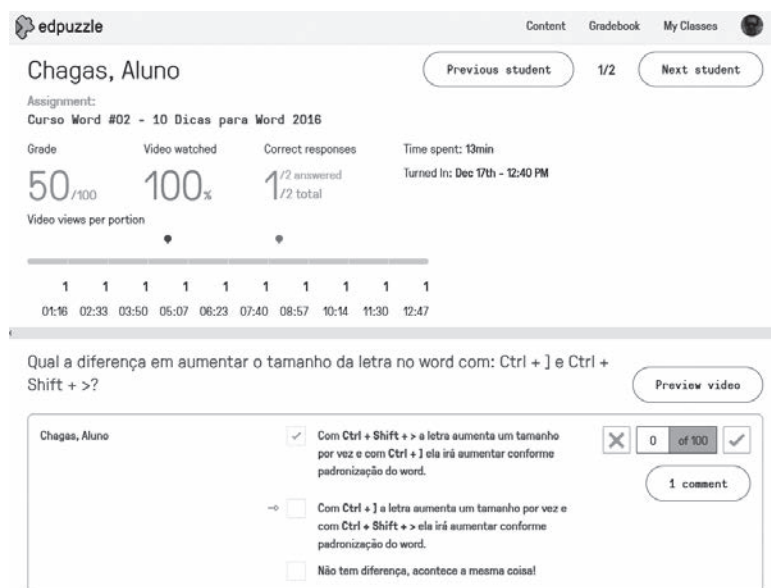 edpuzzle
Content Gradebook My Classes
Chagas, Aluno
Previous student 1/2 Next student
Assignment:
Curso Word #02 - 10 Dicas para Word 2016
Grade Video watched Correct responses Time spent: 13min
50/100 100% 1 /2 answered /2 total Turned In: Dec 17th - 12:40 PM
Video views per portion
1 1 1 1 1 1 1 1 1 1
01:16 02:33 03:50 05:07 06:23 07:40 08:57 10:14 11:30 12:47
Qual a diferença em aumentar o tamanho da letra no word com: Ctrl + ] e Ctrl +
Shift + >?
Preview video
Chagas, Aluno
Com Ctrl + Shift + > a letra aumenta um tamanho
por vez e com Ctrl + ] ela irá aumentar conforme
padronização do word.
0 of 100
1 comment
Com Ctrl + ] a letra aumenta um tamanho por vez e
com Ctrl + Shift + > ela irá aumentar conforme
padronização do word.
Não tem diferença, acontece a mesma coisa!